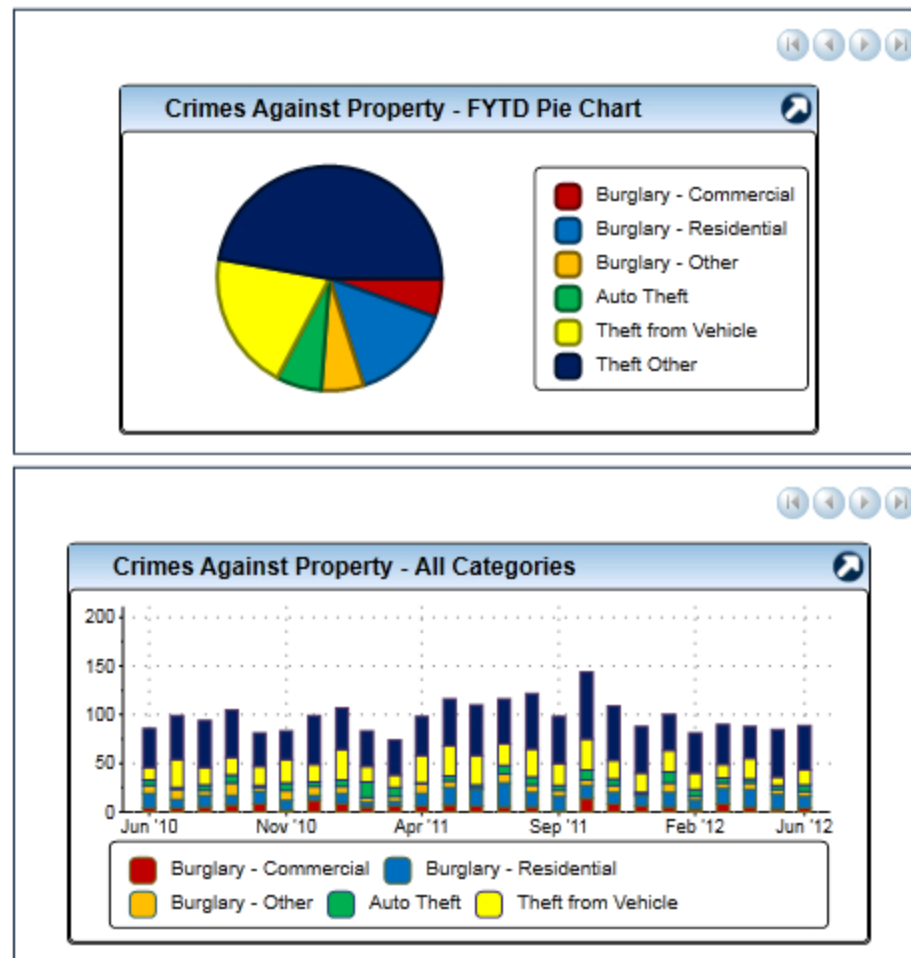 Crimes Against Property - FYTD Pie Chart
Burglary - Commercial
Burglary - Residential
Burglary - Other
Auto Theft
Theft from Vehicle
Theft Other
Crimes Against Property - All Categories
200
150
100
50
0
Jun '10 Nov '10 Apr '11 Sep '11 Feb '12 Jun '12
Burglary - Commercial Burglary - Residential
Burglary - Other Auto Theft Theft from Vehicle